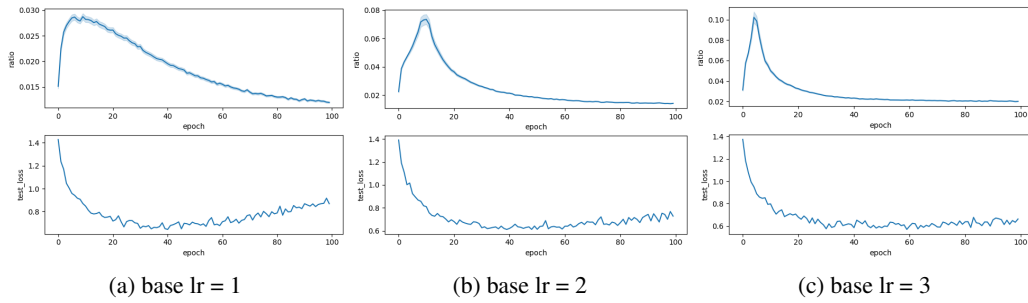 0.030
0.025
0.020
0.015
ratio
0 20 40 60 80 100
epoch
1.4
1.2
1.0
0.8
test_loss
0 20 40 60 80 100
epoch
(a) base lr = 1
0.08
0.06
0.04
0.02
ratio
0 20 40 60 80 100
epoch
1.4
1.2
1.0
0.8
0.6
test_loss
0 20 40 60 80 100
epoch
(b) base lr = 2
0.10
0.08
0.06
0.04
0.02
ratio
0 20 40 60 80 100
epoch
1.4
1.2
1.0
0.8
0.6
test_loss
0 20 40 60 80 100
epoch
(c) base lr = 3